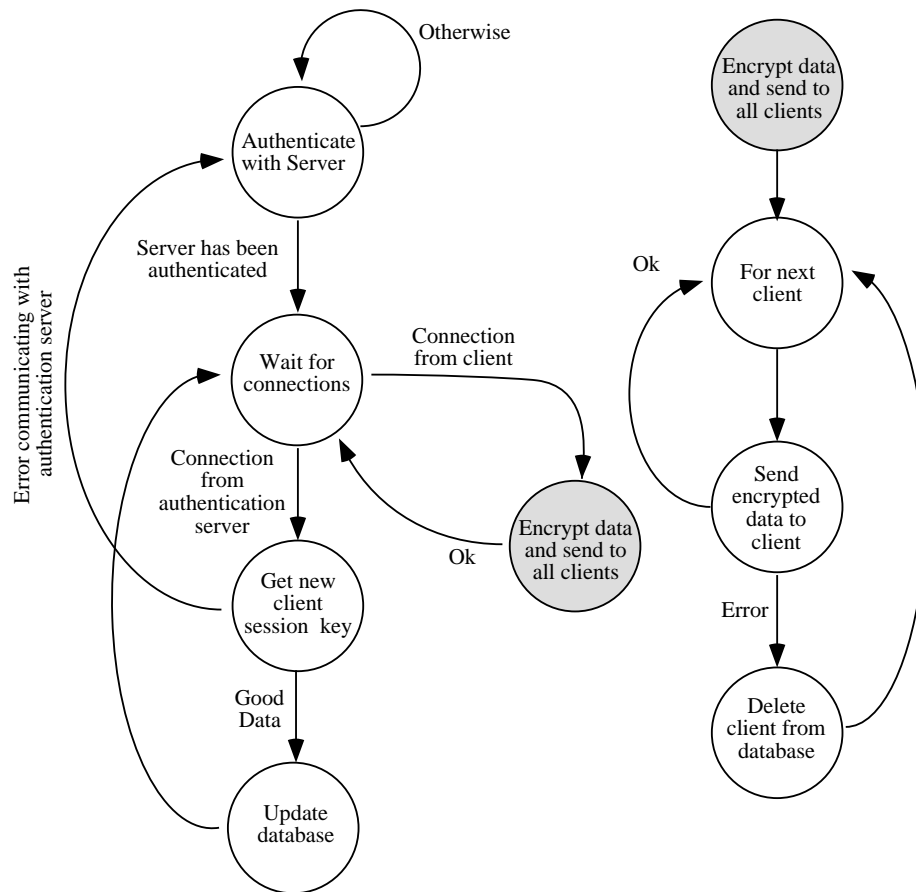 Otherwise
Authenticate
with Server
Server has been
authenticated
Error communicating with
authentication server
Wait for
connections
Connection
from client
Connection
from
authentication
server
Encrypt data
and send to
all clients
Ok
Get new
client
session key
Good
Data
Update
database
Encrypt data
and send to
all clients
Ok
For next
client
Send
encrypted
data to
client
Error
Delete
client from
database